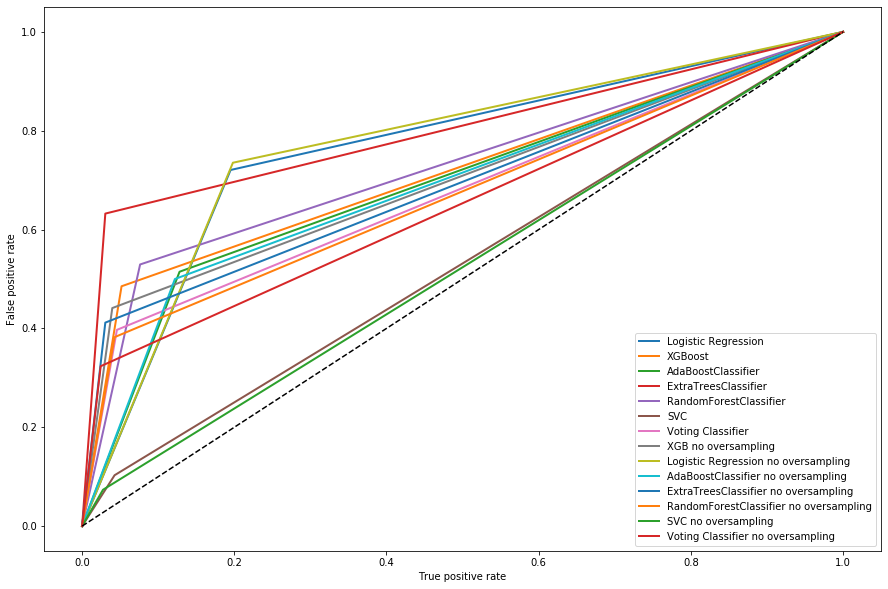 1.0
0.8
0.6
0.4
0.2
0.0
False positive rate
Logistic Regression
XGBoost
AdaBoostClassifier
ExtraTreesClassifier
RandomForestClassifier
SVC
Voting Classifier
XGB no oversampling
Logistic Regression no oversampling
AdaBoostClassifier no oversampling
ExtraTreesClassifier no oversampling
RandomForestClassifier no oversampling
SVC no oversampling
Voting Classifier no oversampling
0.0 0.2 0.4 0.6 0.8 1.0
True positive rate